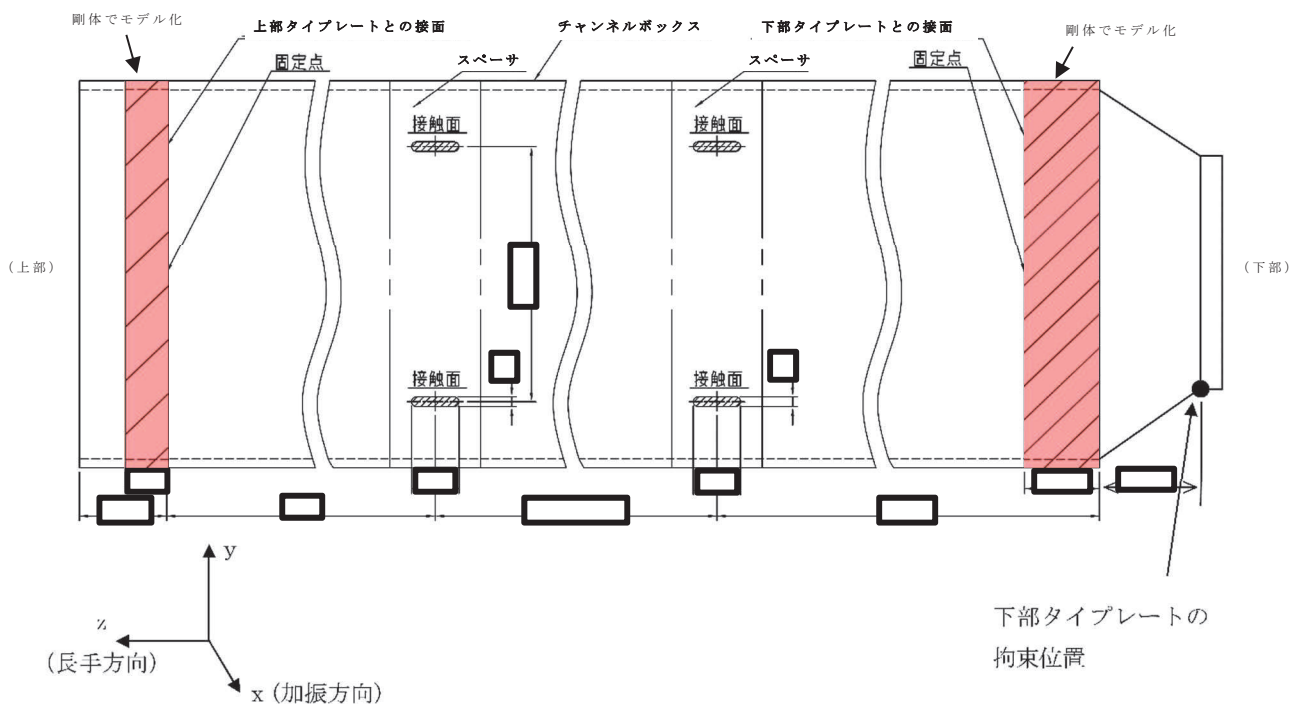 剛体でモデル化
上部タイプレートとの接面
チャンネルボックス
下部タイプレートとの接面
剛体でモデル化
固定点
スペーサ
スペーサ
固定点
接触面
接触面
(上部)
(下部)
接触面
接触面
y
z
(長手方向)
x (加振方向)
下部タイプレートの
拘束位置